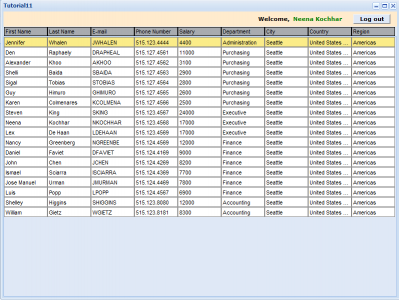 Tutorial11
Welcome, Neena Kochhar Log out
First Name Last Name E-mail Phone Number Salary Department City Country Region
Jennifer Whalen JWHALEN 515.123.4444 4400 Administration Seattle United States ... Americas
Den Raphaely DRAPHEAL 515.127.4561 11000 Purchasing Seattle United States ... Americas
Alexander Khoo AKHOO 515.127.4562 3100 Purchasing Seattle United States ... Americas
Shelli Baida SBAIDA 515.127.4563 2900 Purchasing Seattle United States ... Americas
Sigal Tobias STOBIAS 515.127.4564 2800 Purchasing Seattle United States ... Americas
Guy Himuro GHIMURO 515.127.4565 2600 Purchasing Seattle United States ... Americas
Karen Colmenares KCOLMENA 515.127.4566 2500 Purchasing Seattle United States ... Americas
Steven King SKING 515.123.4567 24000 Executive Seattle United States ... Americas
Neena Kochhar NKOCHHAR 515.123.4568 17000 Executive Seattle United States ... Americas
Lex De Haan LDEHAAN 515.123.4569 17000 Executive Seattle United States ... Americas
Nancy Greenberg NGREENBE 515.124.4569 12000 Finance Seattle United States ... Americas
Daniel Faviet DFAVIET 515.124.4169 9000 Finance Seattle United States ... Americas
John Chen JCHEN 515.124.4269 8200 Finance Seattle United States ... Americas
Ismael Sciarra ISCIARRA 515.124.4369 7700 Finance Seattle United States ... Americas
Jose Manuel Urman JMURMAN 515.124.4469 7800 Finance Seattle United States ... Americas
Luis Popp LPOPP 515.124.4567 6900 Finance Seattle United States ... Americas
Shelley Higgins SHIGGINS 515.123.8080 12000 Accounting Seattle United States ... Americas
William Gietz WGIETZ 515.123.8181 8300 Accounting Seattle United States ... Americas